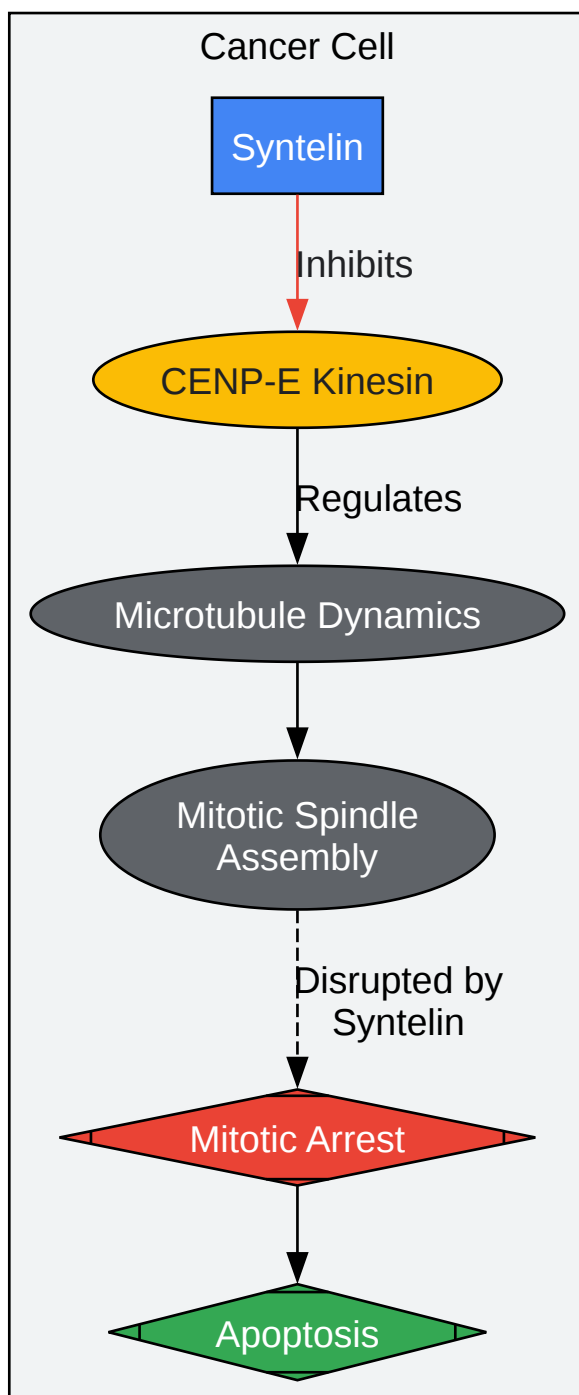 Cancer Cell
Syntelin
Inhibits
CENP-E Kinesin
Regulates
Microtubule Dynamics
Mitotic Spindle
Assembly
Disrupted by
Syntelin
Mitotic Arrest
Apoptosis